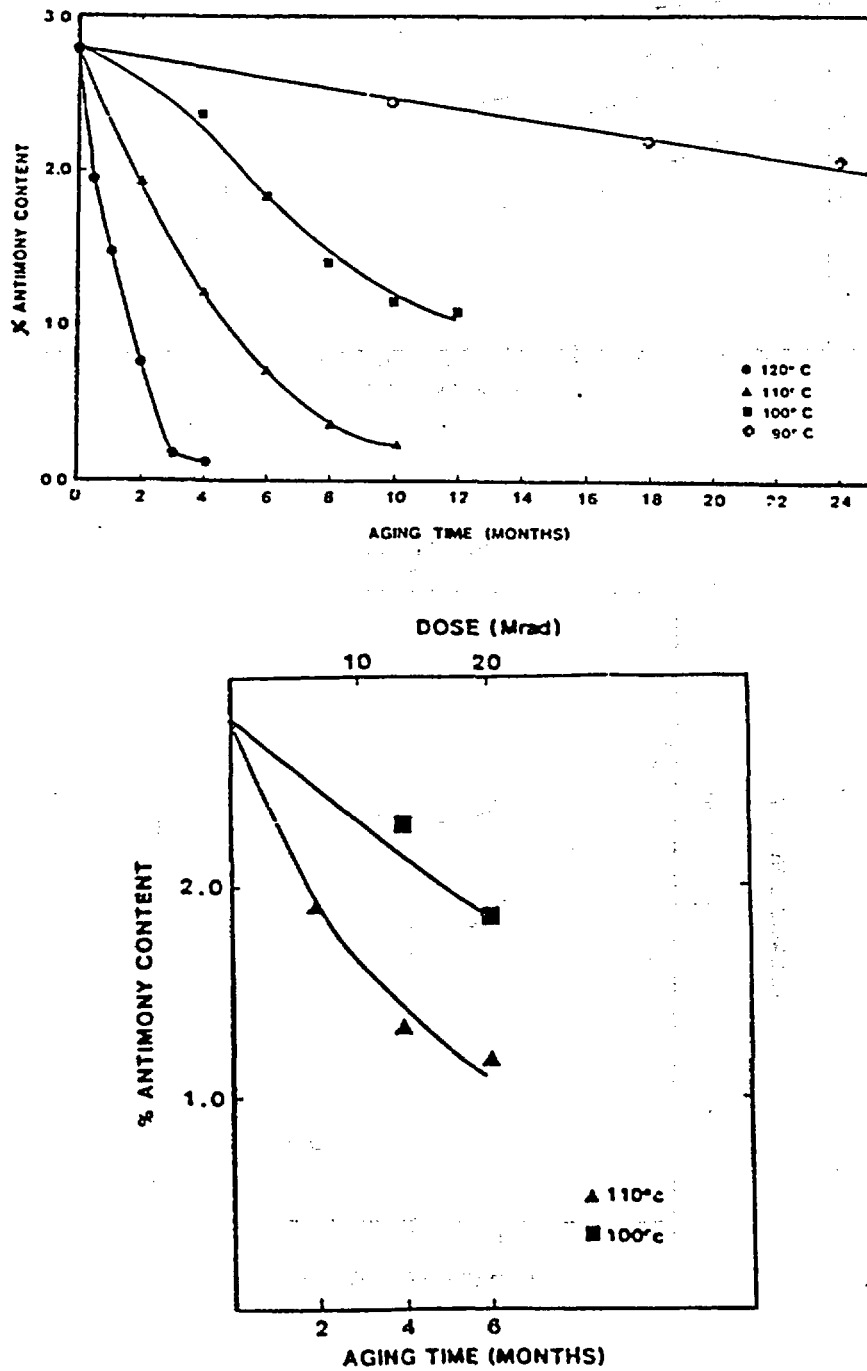 3.0
2.0
1.0
0.0
% ANTIMONY CONTENT
● 120° C
▲ 110° C
■ 100° C
○ 90° C
0 2 4 6 8 10 12 14 16 18 20 22 24
AGING TIME (MONTHS)
DOSE (Mrad)
10 20
2.0
1.0
% ANTIMONY CONTENT
▲ 110°c
■ 100°c
2 4 6
AGING TIME (MONTHS)